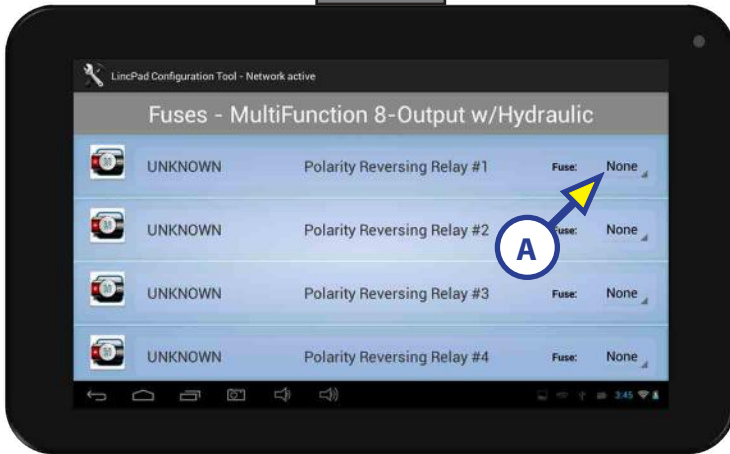 LincPad Configuration Tool - Network active
Fuses - MultiFunction 8-Output w/Hydraulic
UNKNOWN Polarity Reversing Relay #1 Fuse: None
UNKNOWN Polarity Reversing Relay #2 Fuse: None
A
UNKNOWN Polarity Reversing Relay #3 Fuse: None
UNKNOWN Polarity Reversing Relay #4 Fuse: None
3:45